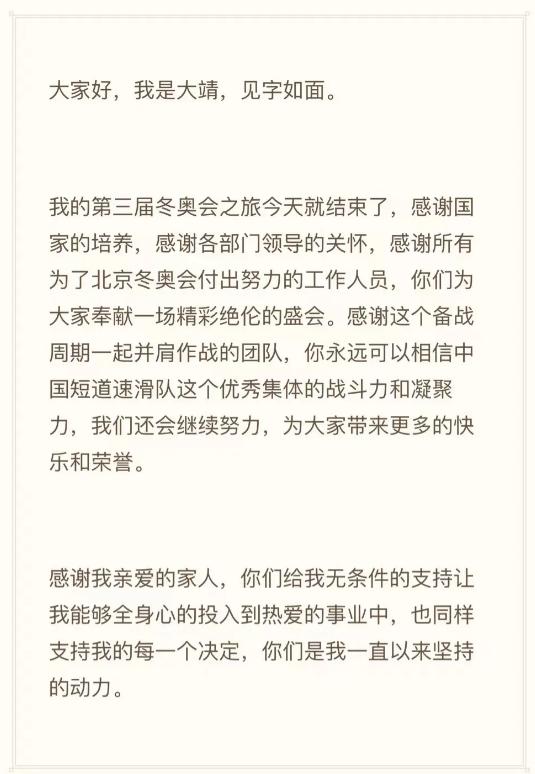 大家好，我是大靖，见字如面。
我的第三届冬奥会之旅今天就结束了，感谢国
家的培养，感谢各部门领导的关怀，感谢所有
为了北京冬奥会付出努力的工作人员，你们为
大家奉献一场精彩绝伦的盛会。感谢这个备战
周期一起并肩作战的团队，你永远可以相信中
国短道速滑队这个优秀集体的战斗力和凝聚
力，我们还会继续努力，为大家带来更多的快
乐和荣誉。
感谢我亲爱的家人，你们给我无条件的支持让
我能够全身心的投入到热爱的事业中，也同样
支持我的每一个决定，你们是我一直以来坚持
的动力。